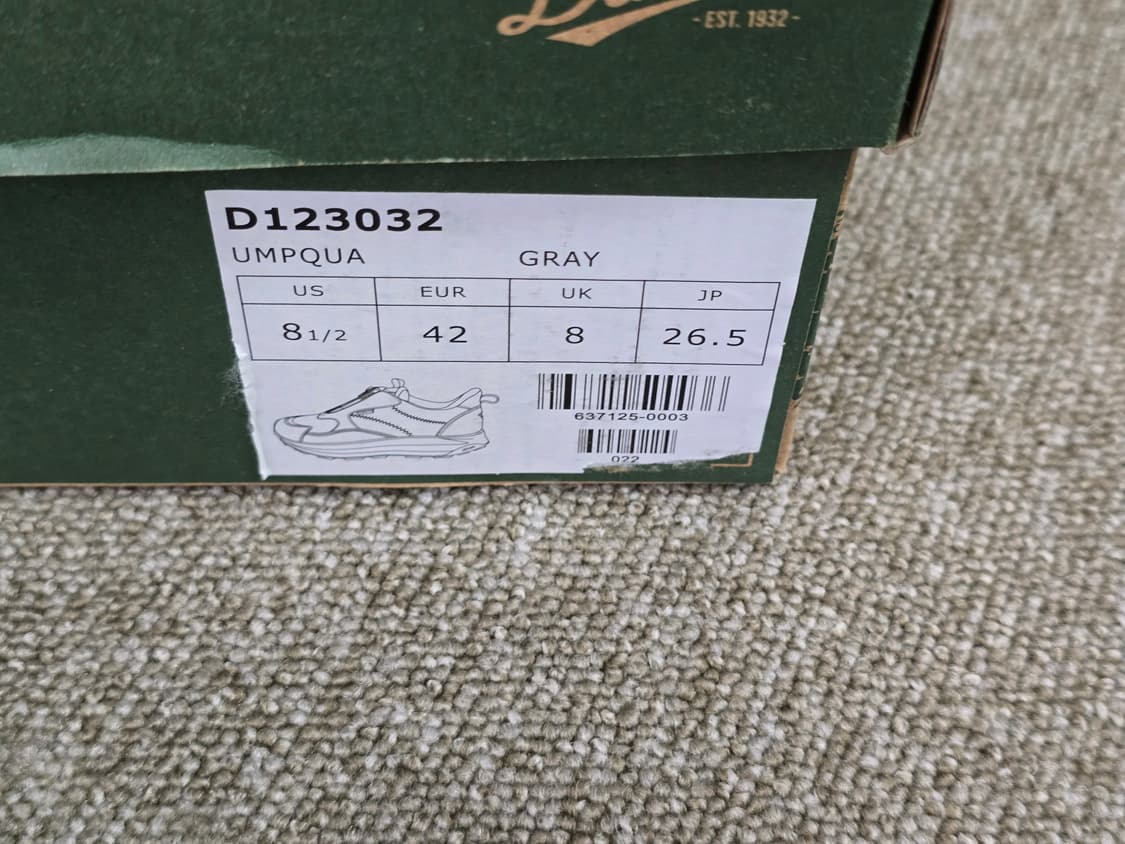 - EST. 1932 -
D123032
UMPQUA GRAY
US EUR UK JP
8 1/2 42 8 26.5
637125-0003
022